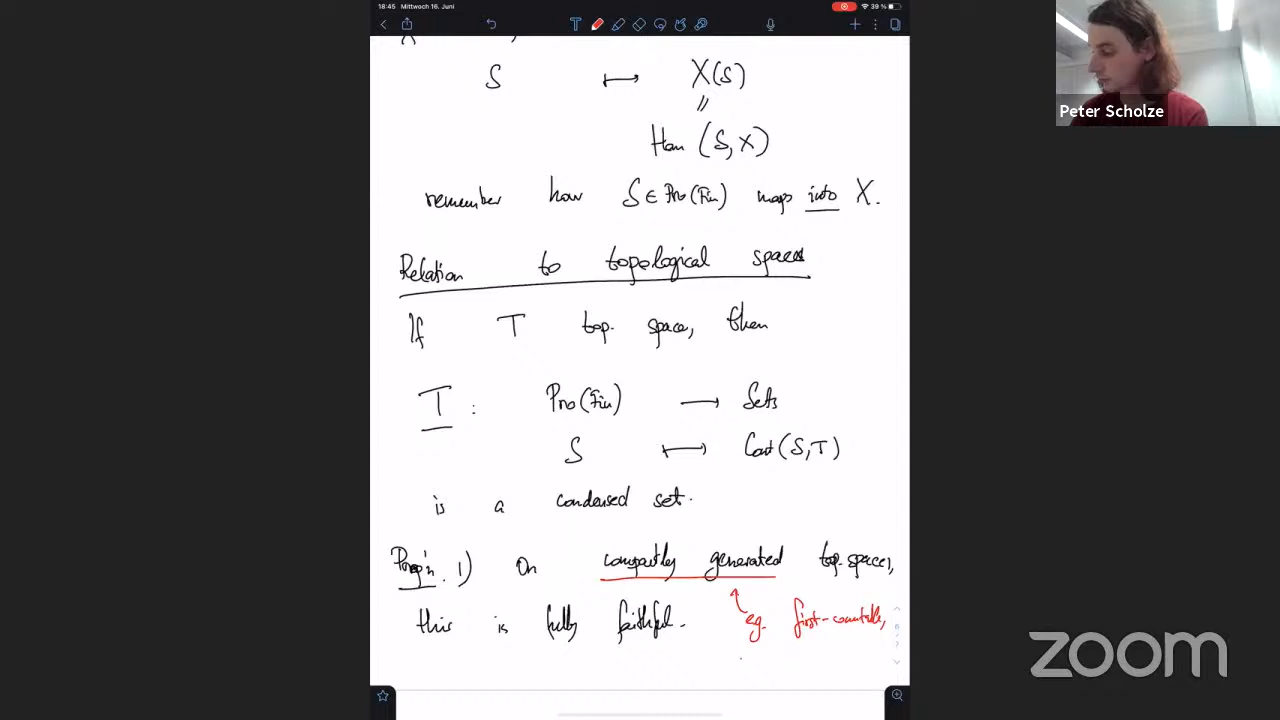 18:45 Mittwoch 16. Juni
39 %
S ↦ X(S)
=
Hom (S, X)
remember how S ∈ Pro(Fin) maps into X.
Relation to topological spaces
If T top. space, then
T : Pro(Fin) → Sets
S ↦ Cont(S,T)
is a condensed set.
Prop'n. 1) On compactly generated top. spaces,
this is fully faithful. e.g. first-countable,
Peter Scholze
zoom